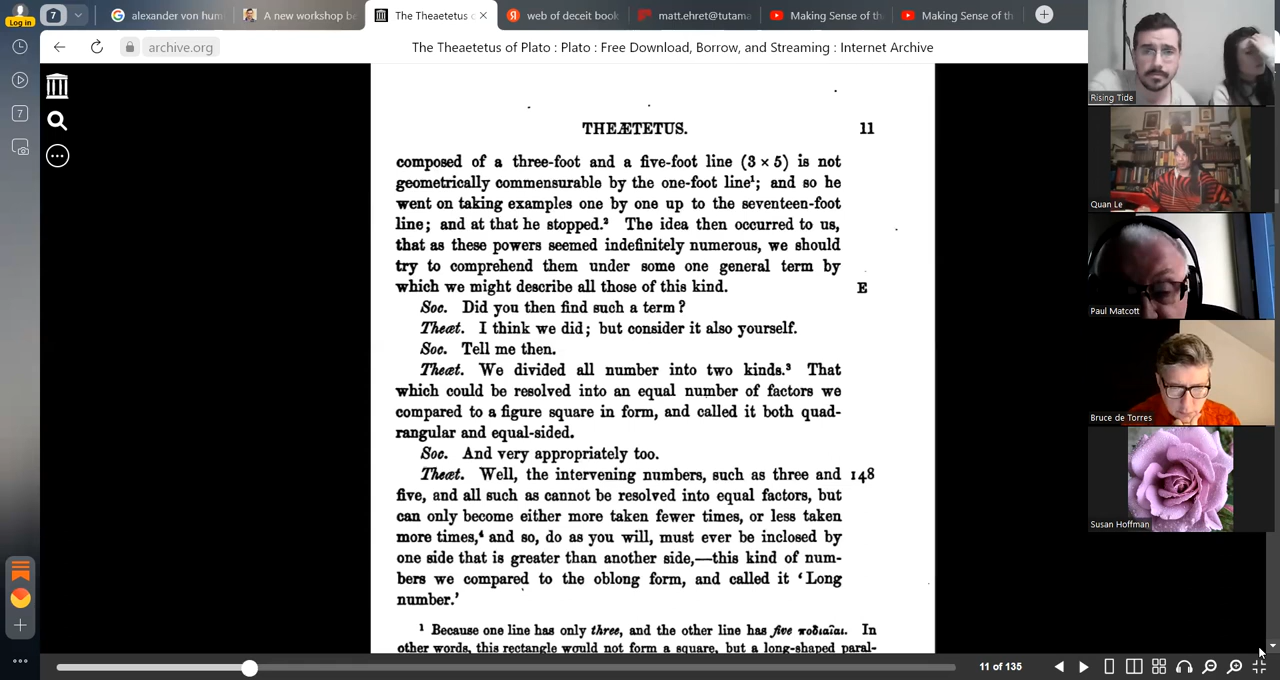 7
alexander von hum
A new workshop be
The Theaetetus o
web of deceit book
matt.ehret@tutama
Making Sense of th
Making Sense of th
Log in
archive.org
The Theaetetus of Plato : Plato : Free Download, Borrow, and Streaming : Internet Archive
7
THEÆTETUS.
11
composed of a three-foot and a five-foot line (3 × 5) is not
geometrically commensurable by the one-foot line¹; and so he
went on taking examples one by one up to the seventeen-foot
line; and at that he stopped.² The idea then occurred to us,
that as these powers seemed indefinitely numerous, we should
try to comprehend them under some one general term by
which we might describe all those of this kind.
E
Soc. Did you then find such a term?
Theæt. I think we did; but consider it also yourself.
Soc. Tell me then.
Theæt. We divided all number into two kinds.³ That
which could be resolved into an equal number of factors we
compared to a figure square in form, and called it both quad-
rangular and equal-sided.
Soc. And very appropriately too.
Theæt. Well, the intervening numbers, such as three and
148
five, and all such as cannot be resolved into equal factors, but
can only become either more taken fewer times, or less taken
more times,⁴ and so, do as you will, must ever be inclosed by
one side that is greater than another side,—this kind of num-
bers we compared to the oblong form, and called it ‘Long
number.’
¹ Because one line has only three, and the other line has five ποδιαῖαι. In
other words, this rectangle would not form a square, but a long-shaped paral-
11 of 135
Rising Tide
Quan Le
Paul Matcott
Bruce de Torres
Susan Hoffman